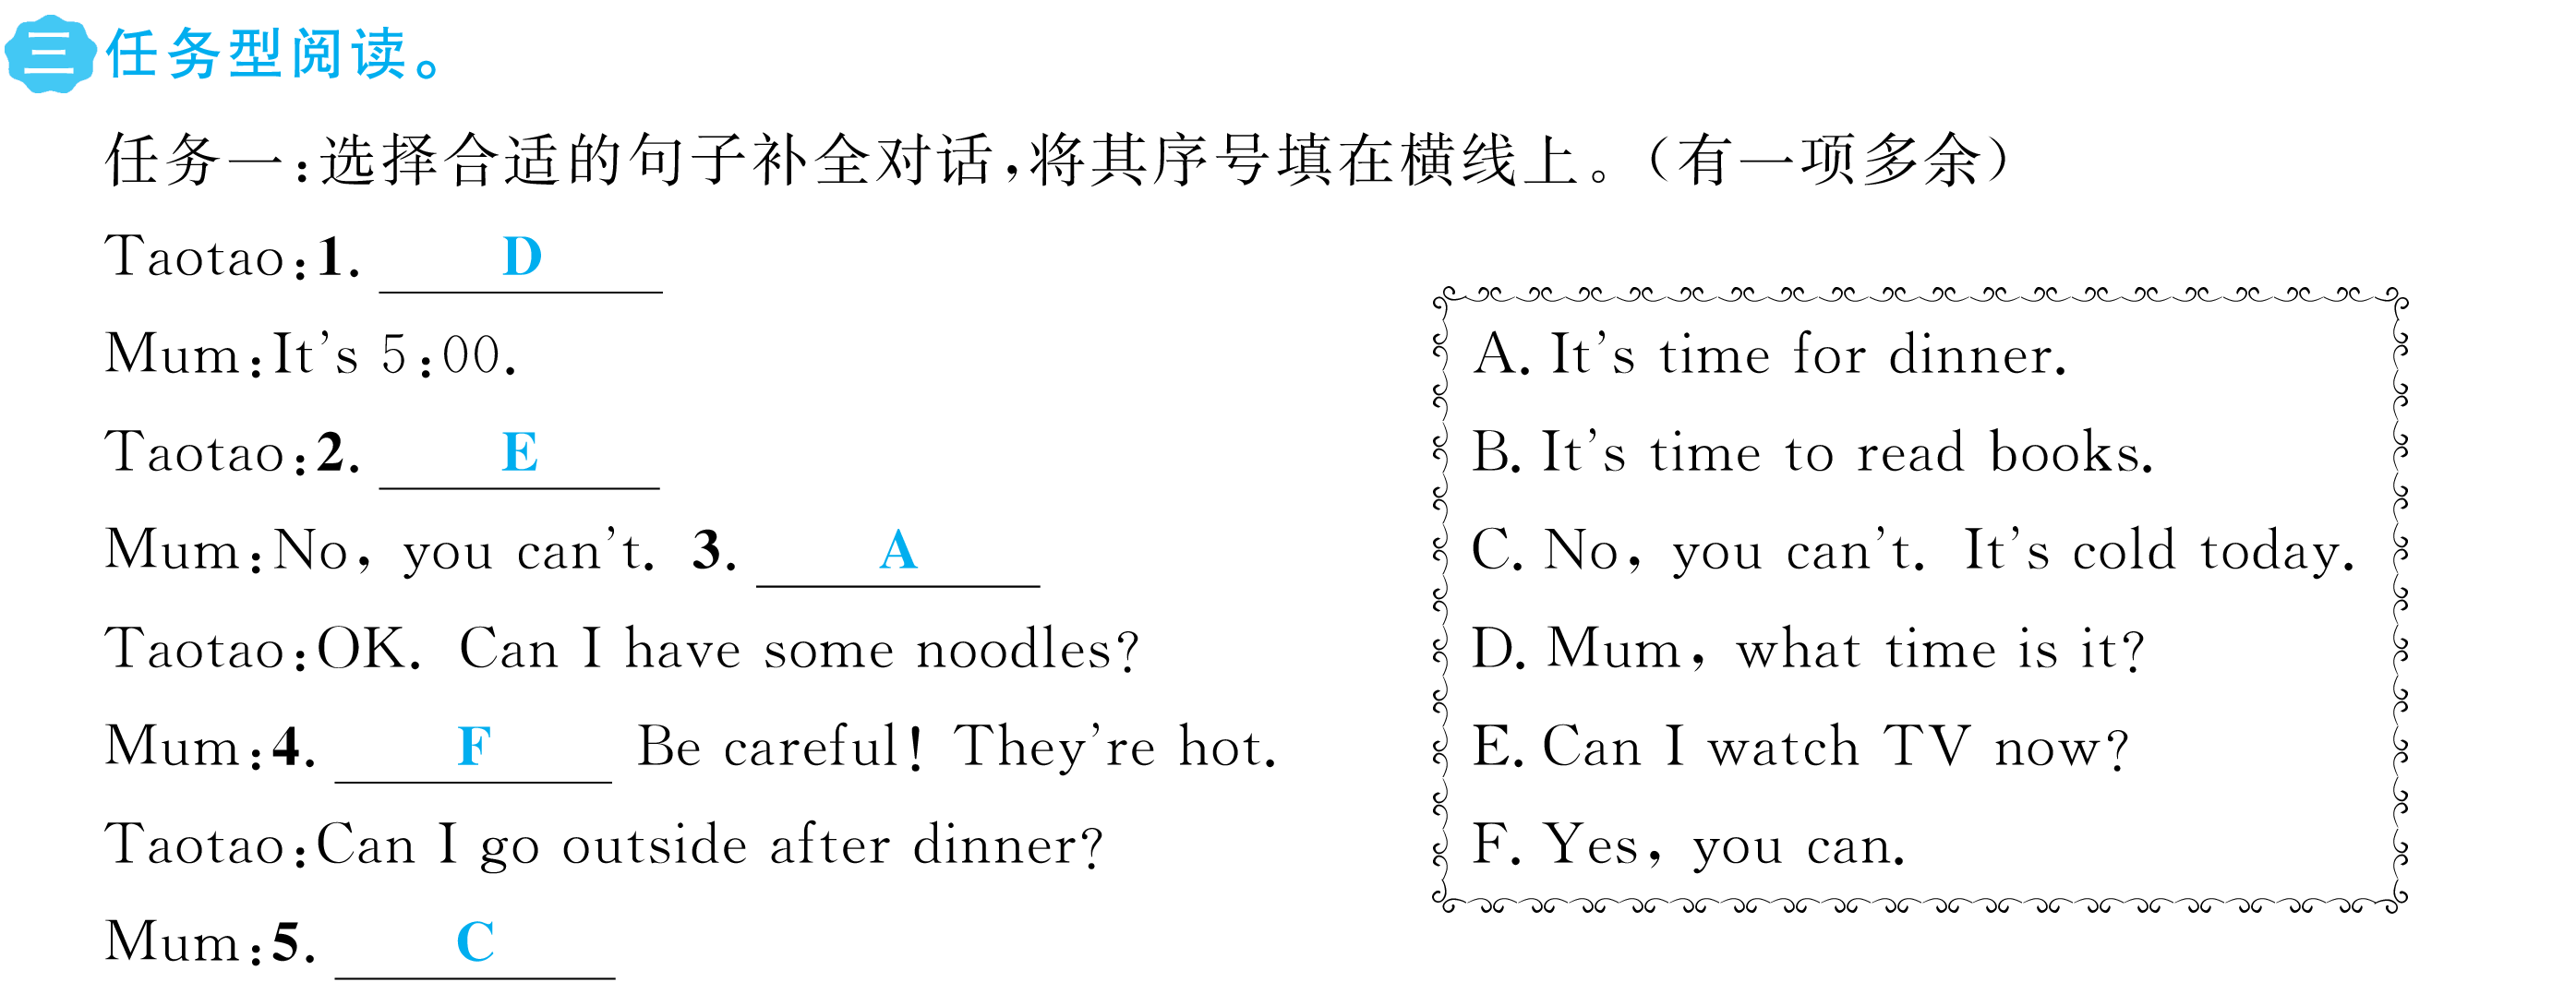 三 任务型阅读。
任务一:选择合适的句子补全对话,将其序号填在横线上。(有一项多余)
Taotao:1. D
Mum:It's 5:00.
Taotao:2. E
Mum:No, you can't. 3. A
Taotao:OK. Can I have some noodles?
Mum:4. F Be careful! They're hot.
Taotao:Can I go outside after dinner?
Mum:5. C
A. It's time for dinner.
B. It's time to read books.
C. No, you can't. It's cold today.
D. Mum, what time is it?
E. Can I watch TV now?
F. Yes, you can.